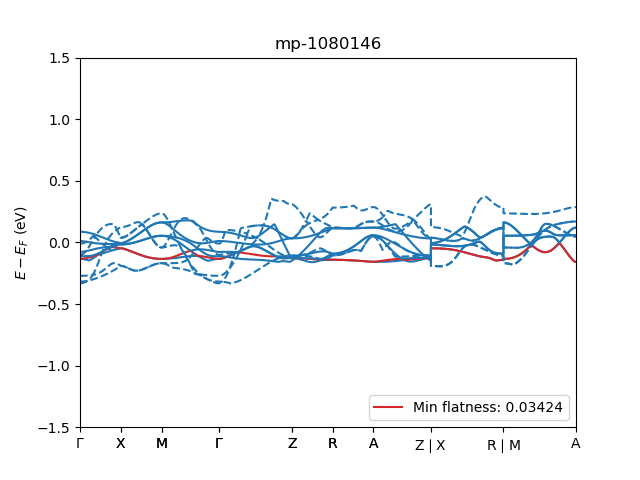 mp-1080146
E − E_F (eV)
1.5
1.0
0.5
0.0
−0.5
−1.0
−1.5
Min flatness: 0.03424
Γ X M Γ Z R A Z | X R | M A